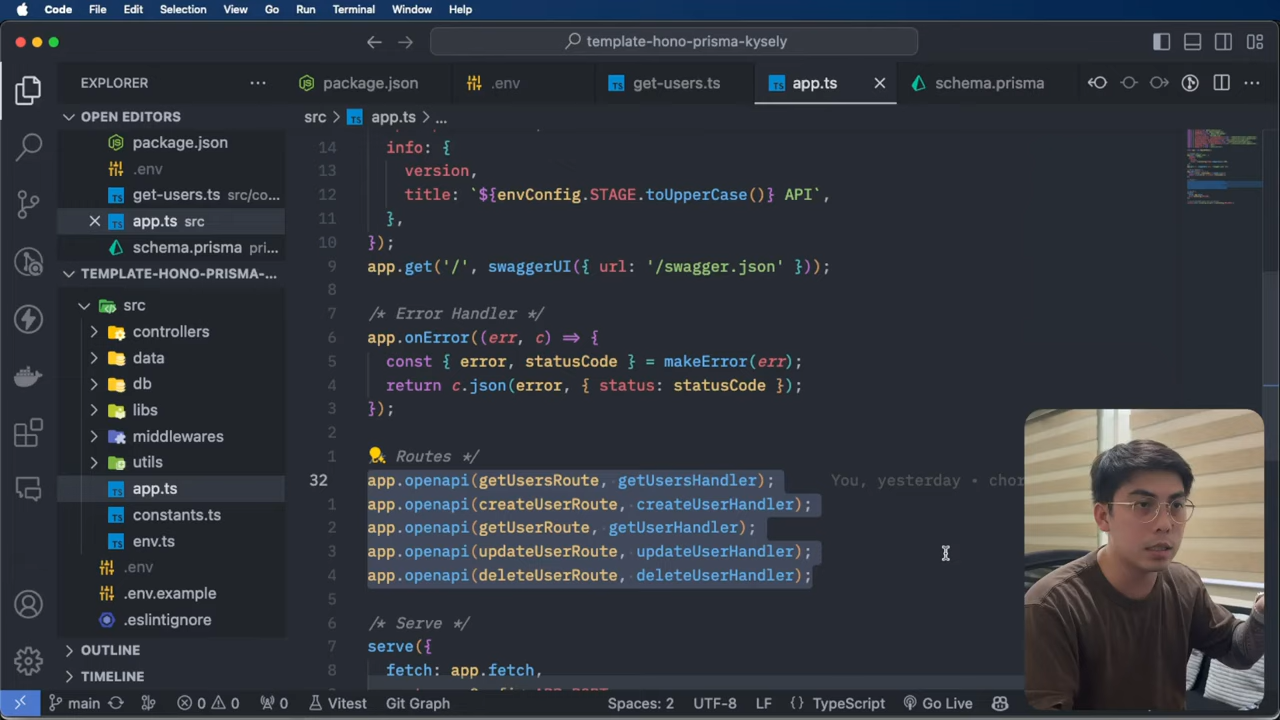 Code File Edit Selection View Go Run Terminal Window Help
template-hono-prisma-kysely
EXPLORER
package.json .env get-users.ts app.ts schema.prisma
OPEN EDITORS
package.json
.env
get-users.ts src/co...
app.ts src
schema.prisma pri...
TEMPLATE-HONO-PRISMA-...
src
controllers
data
db
libs
middlewares
utils
app.ts
constants.ts
env.ts
.env
.env.example
.eslintignore
OUTLINE
TIMELINE
src > app.ts > ...
14 info: {
13 version,
12 title: `${envConfig.STAGE.toUpperCase()} API`,
11 },
10 });
9 app.get('/', swaggerUI({ url: '/swagger.json' }));
8
7 /* Error Handler */
6 app.onError((err, c) => {
5 const { error, statusCode } = makeError(err);
4 return c.json(error, { status: statusCode });
3 });
2
1 Routes */
32 app.openapi(getUsersRoute, getUsersHandler); You, yesterday • chor
1 app.openapi(createUserRoute, createUserHandler);
2 app.openapi(getUserRoute, getUserHandler);
3 app.openapi(updateUserRoute, updateUserHandler);
4 app.openapi(deleteUserRoute, deleteUserHandler);
5
6 /* Serve */
7 serve({
8 fetch: app.fetch,
main 0 0 0 Vitest Git Graph Spaces: 2 UTF-8 LF {} TypeScript Go Live